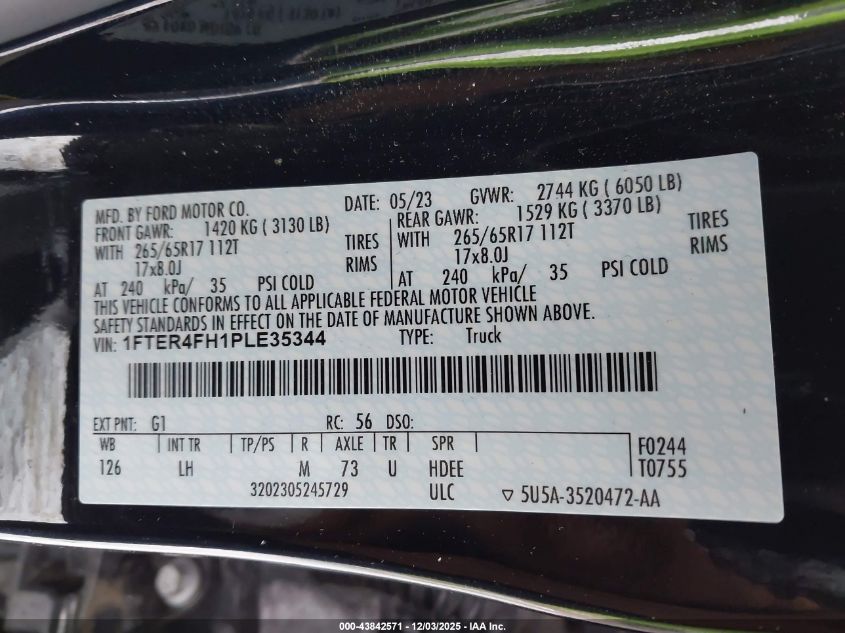 MFD. BY FORD MOTOR CO.
DATE: 05/23 GVWR: 2744 KG ( 6050 LB)
FRONT GAWR: 1420 KG ( 3130 LB) REAR GAWR: 1529 KG ( 3370 LB)
WITH 265/65R17 112T TIRES WITH 265/65R17 112T TIRES
17x8.0J RIMS 17x8.0J RIMS
AT 240 kPa/ 35 PSI COLD AT 240 kPa/ 35 PSI COLD
THIS VEHICLE CONFORMS TO ALL APPLICABLE FEDERAL MOTOR VEHICLE
SAFETY STANDARDS IN EFFECT ON THE DATE OF MANUFACTURE SHOWN ABOVE.
VIN: 1FTER4FH1PLE35344 TYPE: Truck
EXT PNT: G1 RC: 56 DSO:
WB INT TR TP/PS R AXLE TR SPR F0244
126 LH M 73 U HDEE T0755
3202305245729 ULC ▽ 5U5A-3520472-AA
000-43842571 - 12/03/2025 - IAA Inc.